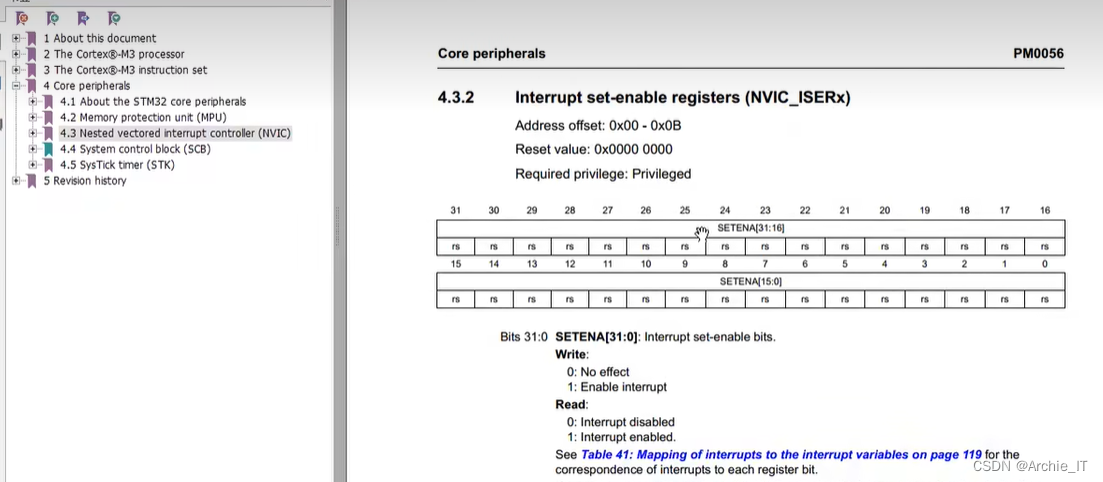 1 About this document
2 The Cortex®-M3 processor
3 The Cortex®-M3 instruction set
4 Core peripherals
4.1 About the STM32 core peripherals
4.2 Memory protection unit (MPU)
4.3 Nested vectored interrupt controller (NVIC)
4.4 System control block (SCB)
4.5 SysTick timer (STK)
5 Revision history
Core peripherals PM0056
4.3.2 Interrupt set-enable registers (NVIC_ISERx)
Address offset: 0x00 - 0x0B
Reset value: 0x0000 0000
Required privilege: Privileged
31 30 29 28 27 26 25 24 23 22 21 20 19 18 17 16
SETENA[31:16]
rs rs rs rs rs rs rs rs rs rs rs rs rs rs rs rs
15 14 13 12 11 10 9 8 7 6 5 4 3 2 1 0
SETENA[15:0]
rs rs rs rs rs rs rs rs rs rs rs rs rs rs rs rs
Bits 31:0 SETENA[31:0]: Interrupt set-enable bits.
Write:
0: No effect
1: Enable interrupt
Read:
0: Interrupt disabled
1: Interrupt enabled.
See Table 41: Mapping of interrupts to the interrupt variables on page 119 for the
correspondence of interrupts to each register bit.
CSDN @Archie_IT